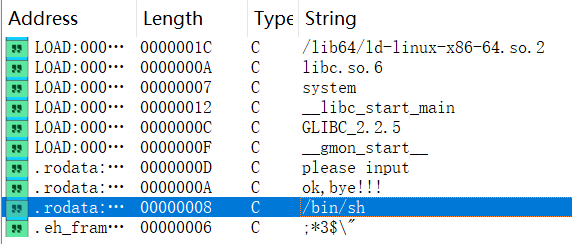 Address Length Type String
LOAD:000… 0000001C C /lib64/ld-linux-x86-64.so.2
LOAD:000… 0000000A C libc.so.6
LOAD:000… 00000007 C system
LOAD:000… 00000012 C __libc_start_main
LOAD:000… 0000000C C GLIBC_2.2.5
LOAD:000… 0000000F C __gmon_start__
.rodata:… 0000000D C please input
.rodata:… 0000000A C ok,bye!!!
.rodata:… 00000008 C /bin/sh
.eh_fram… 00000006 C ;*3$\"